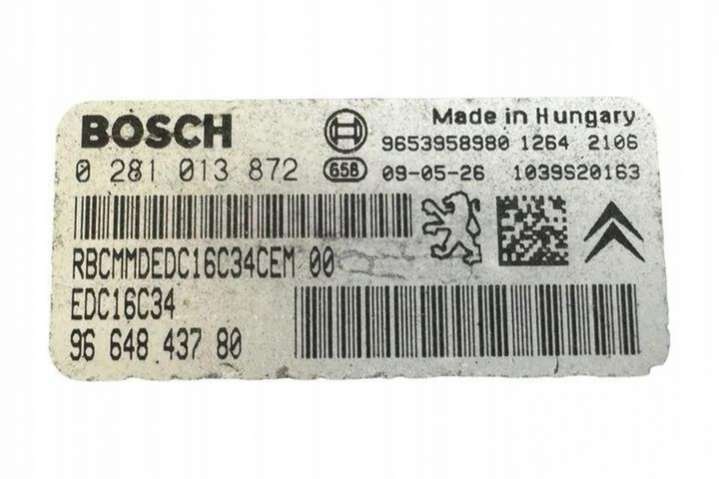 BOSCH
Made in Hungary
9653958980 1264 2106
0 281 013 872
658
09-05-26 1039S20163
RBCMMDEDC16C34CEM 00
EDC16C34
96 648 437 80